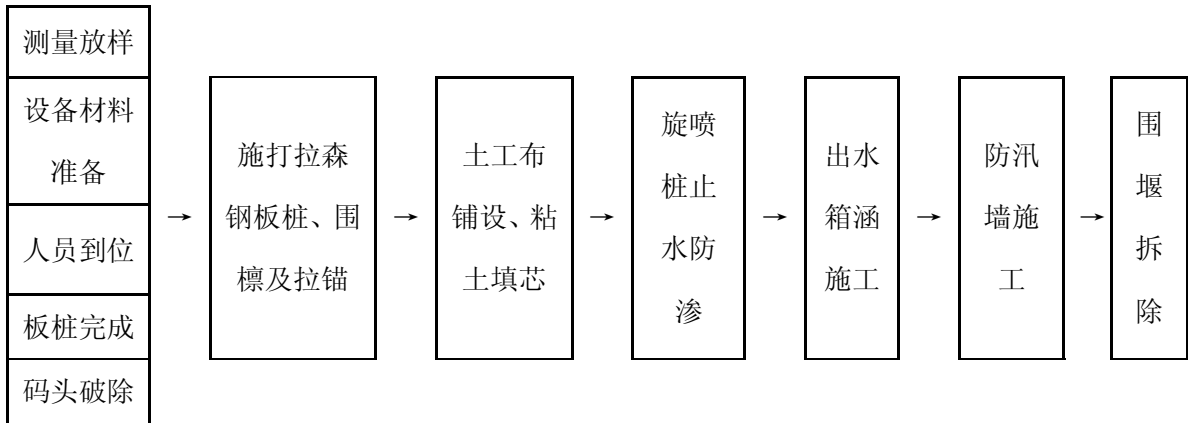 测量放样
设备材料
准备
人员到位
板桩完成
码头破除
→
施打拉森
钢板桩、围
檩及拉锚
→
土工布
铺设、粘
土填芯
→
旋喷
桩止
水防
渗
→
出水
箱涵
施工
→
防汛
墙施
工
→
围
堰
拆
除